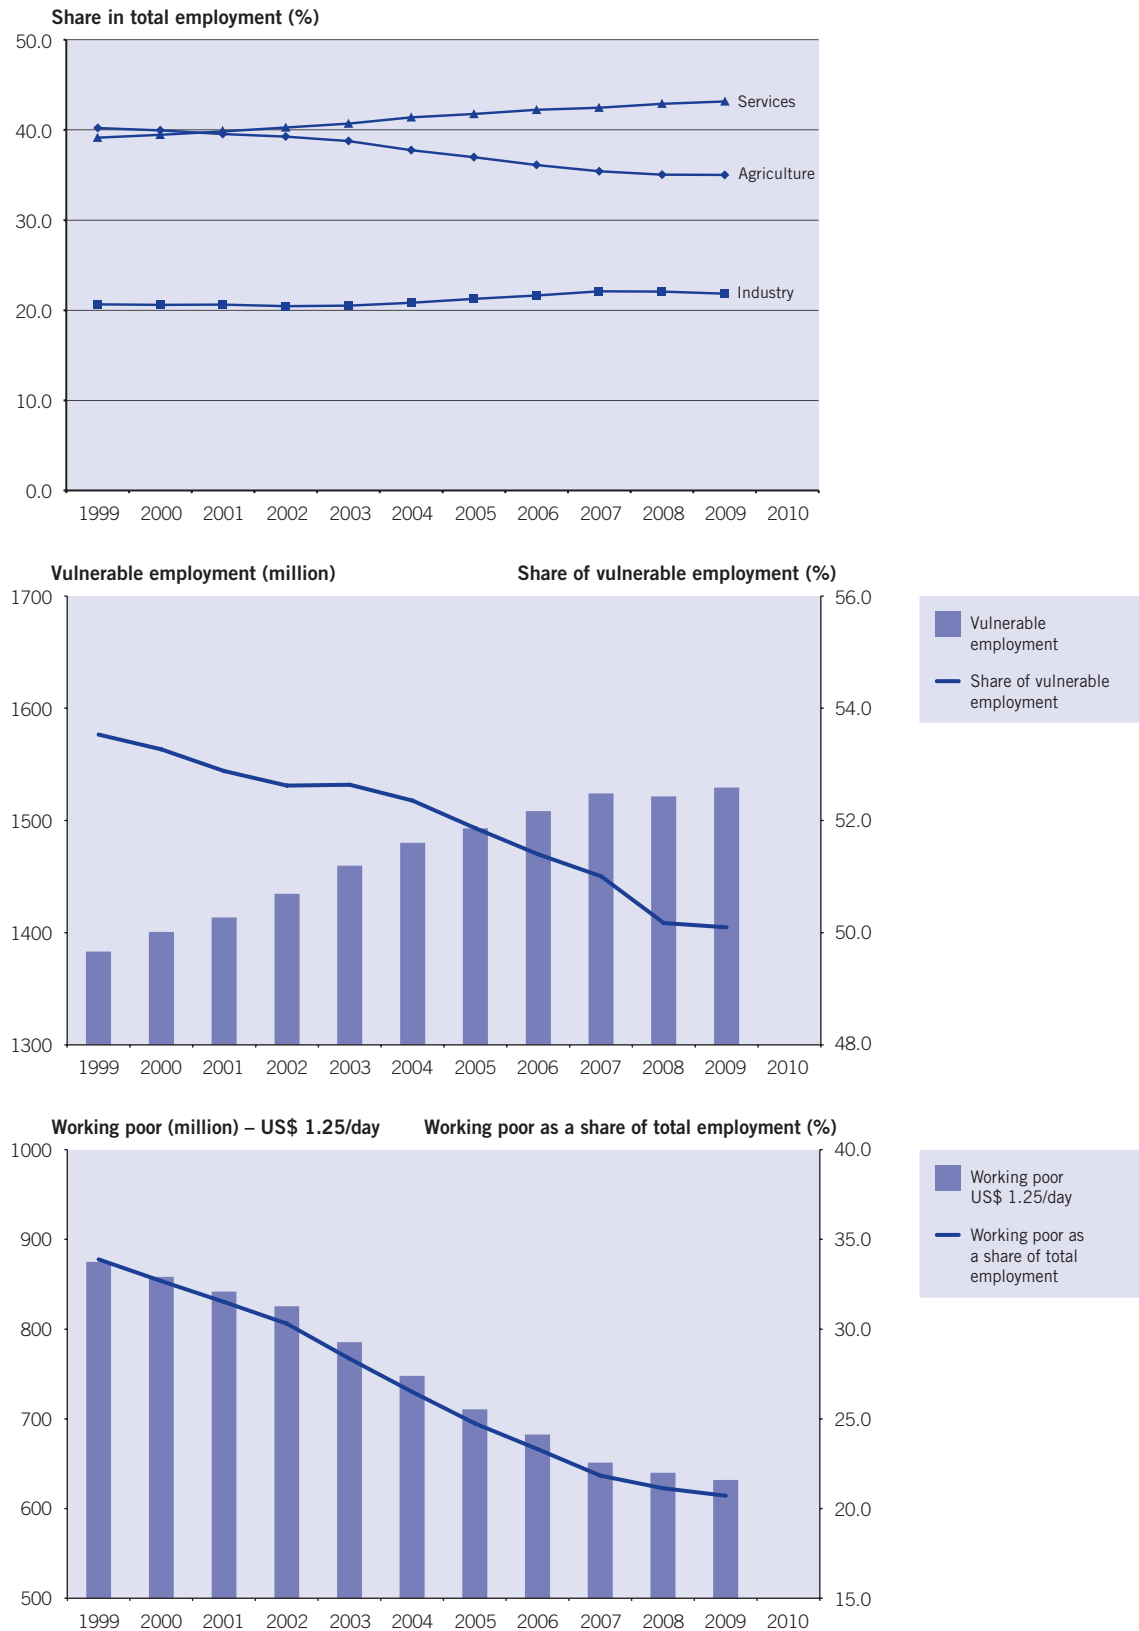 Share in total employment (%)
50.0
40.0
30.0
20.0
10.0
0.0
Services
Agriculture
Industry
1999 2000 2001 2002 2003 2004 2005 2006 2007 2008 2009 2010
Vulnerable employment (million) Share of vulnerable employment (%)
1700
1600
1500
1400
1300
56.0
54.0
52.0
50.0
48.0
1999 2000 2001 2002 2003 2004 2005 2006 2007 2008 2009 2010
Vulnerable
employment
Share of vulnerable
employment
Working poor (million) – US$ 1.25/day Working poor as a share of total employment (%)
1000
900
800
700
600
500
40.0
35.0
30.0
25.0
20.0
15.0
1999 2000 2001 2002 2003 2004 2005 2006 2007 2008 2009 2010
Working poor
US$ 1.25/day
Working poor as
a share of total
employment